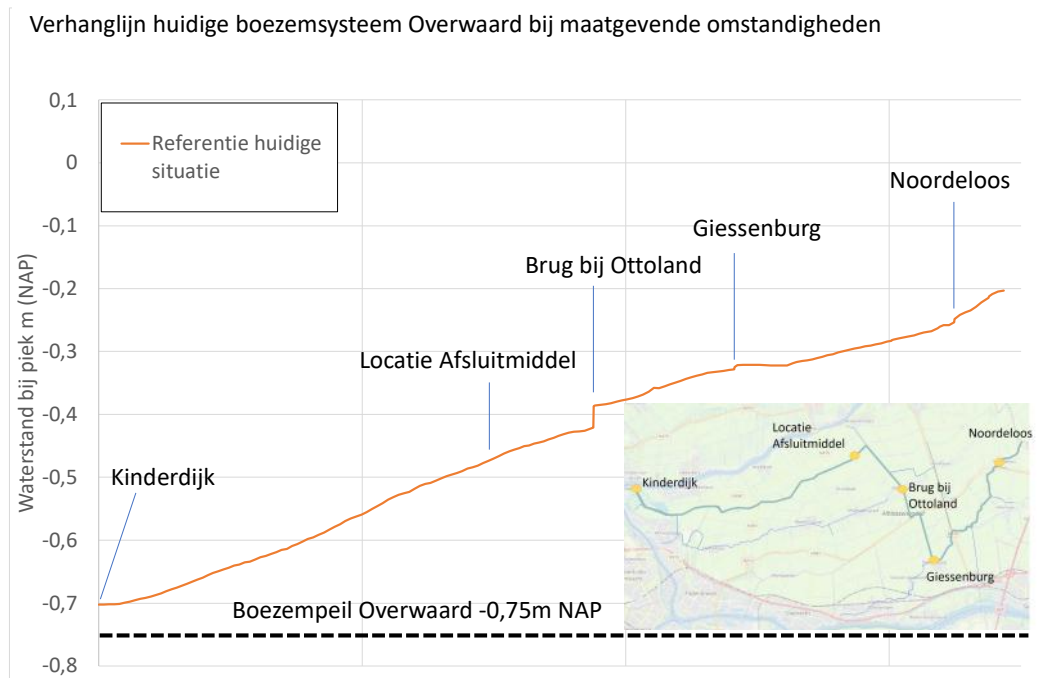 Verhanglijn huidige boezemsysteem Overwaard bij maatgevende omstandigheden
0,1
0
-0,1
-0,2
-0,3
-0,4
-0,5
-0,6
-0,7
-0,8
Waterstand bij piek m (NAP)
Referentie huidige
situatie
Noordeloos
Giessenburg
Brug bij Ottoland
Locatie Afsluitmiddel
Kinderdijk
Boezempeil Overwaard -0,75m NAP
Locatie
Afsluitmiddel
Noordeloos
Kinderdijk
Brug bij
Ottoland
Giessenburg